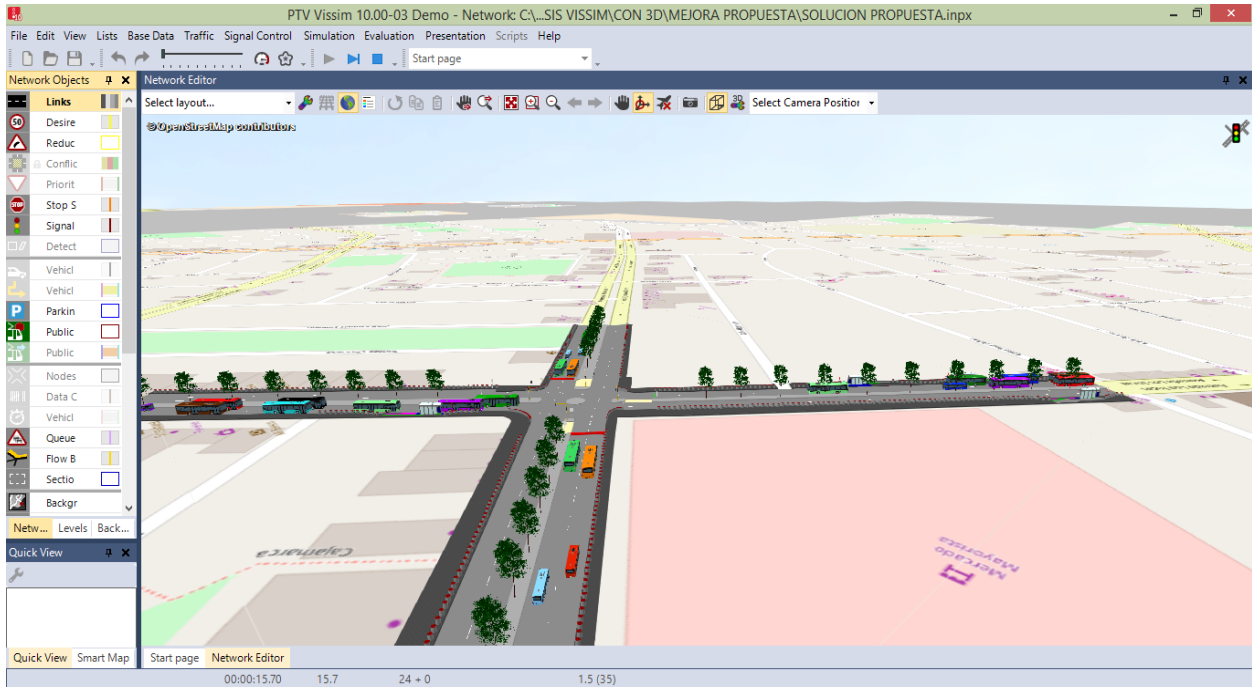 PTV Vissim 10.00-03 Demo - Network: C:\...SIS VISSIM\CON 3D\MEJORA PROPUESTA\SOLUCION PROPUESTA.inpx
File Edit View Lists Base Data Traffic Signal Control Simulation Evaluation Presentation Scripts Help
Start page
Network Objects
Network Editor
Select layout...
Select Camera Position
© OpenStreetMap contributors
Links
50 Desire
Reduc
Conflic
Priorit
STOP Stop S
Signal
Detect
Vehicl
Vehicl
P Parkin
Public
Public
Nodes
Data C
Vehicl
Queue
Flow B
Sectio
Backgr
Netw... Levels Back...
Quick View
Cajamarca
Mercado
Mayorista
Quick View Smart Map
Start page Network Editor
00:00:15.70 15.7 24 + 0 1.5 (35)